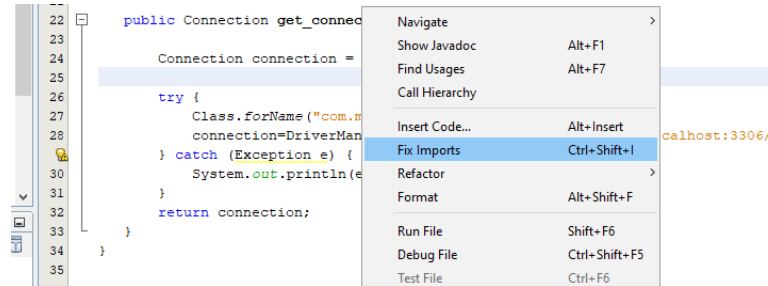 22 public Connection get_connec
23
24 Connection connection =
25
26 try {
27 Class.forName("com.m
28 connection=DriverMan
} catch (Exception e) {
30 System.out.println(e
31 }
32 return connection;
33 }
34 }
35
Navigate
Show Javadoc Alt+F1
Find Usages Alt+F7
Call Hierarchy
Insert Code... Alt+Insert
Fix Imports Ctrl+Shift+I
Refactor
Format Alt+Shift+F
Run File Shift+F6
Debug File Ctrl+Shift+F5
Test File Ctrl+F6
calhost:3306/